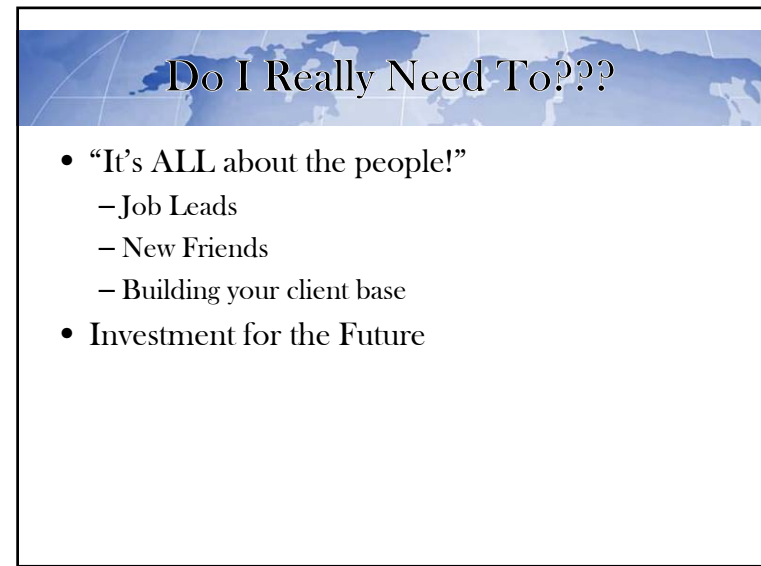 Do I Really Need To???
• “It’s ALL about the people!”
– Job Leads
– New Friends
– Building your client base
• Investment for the Future